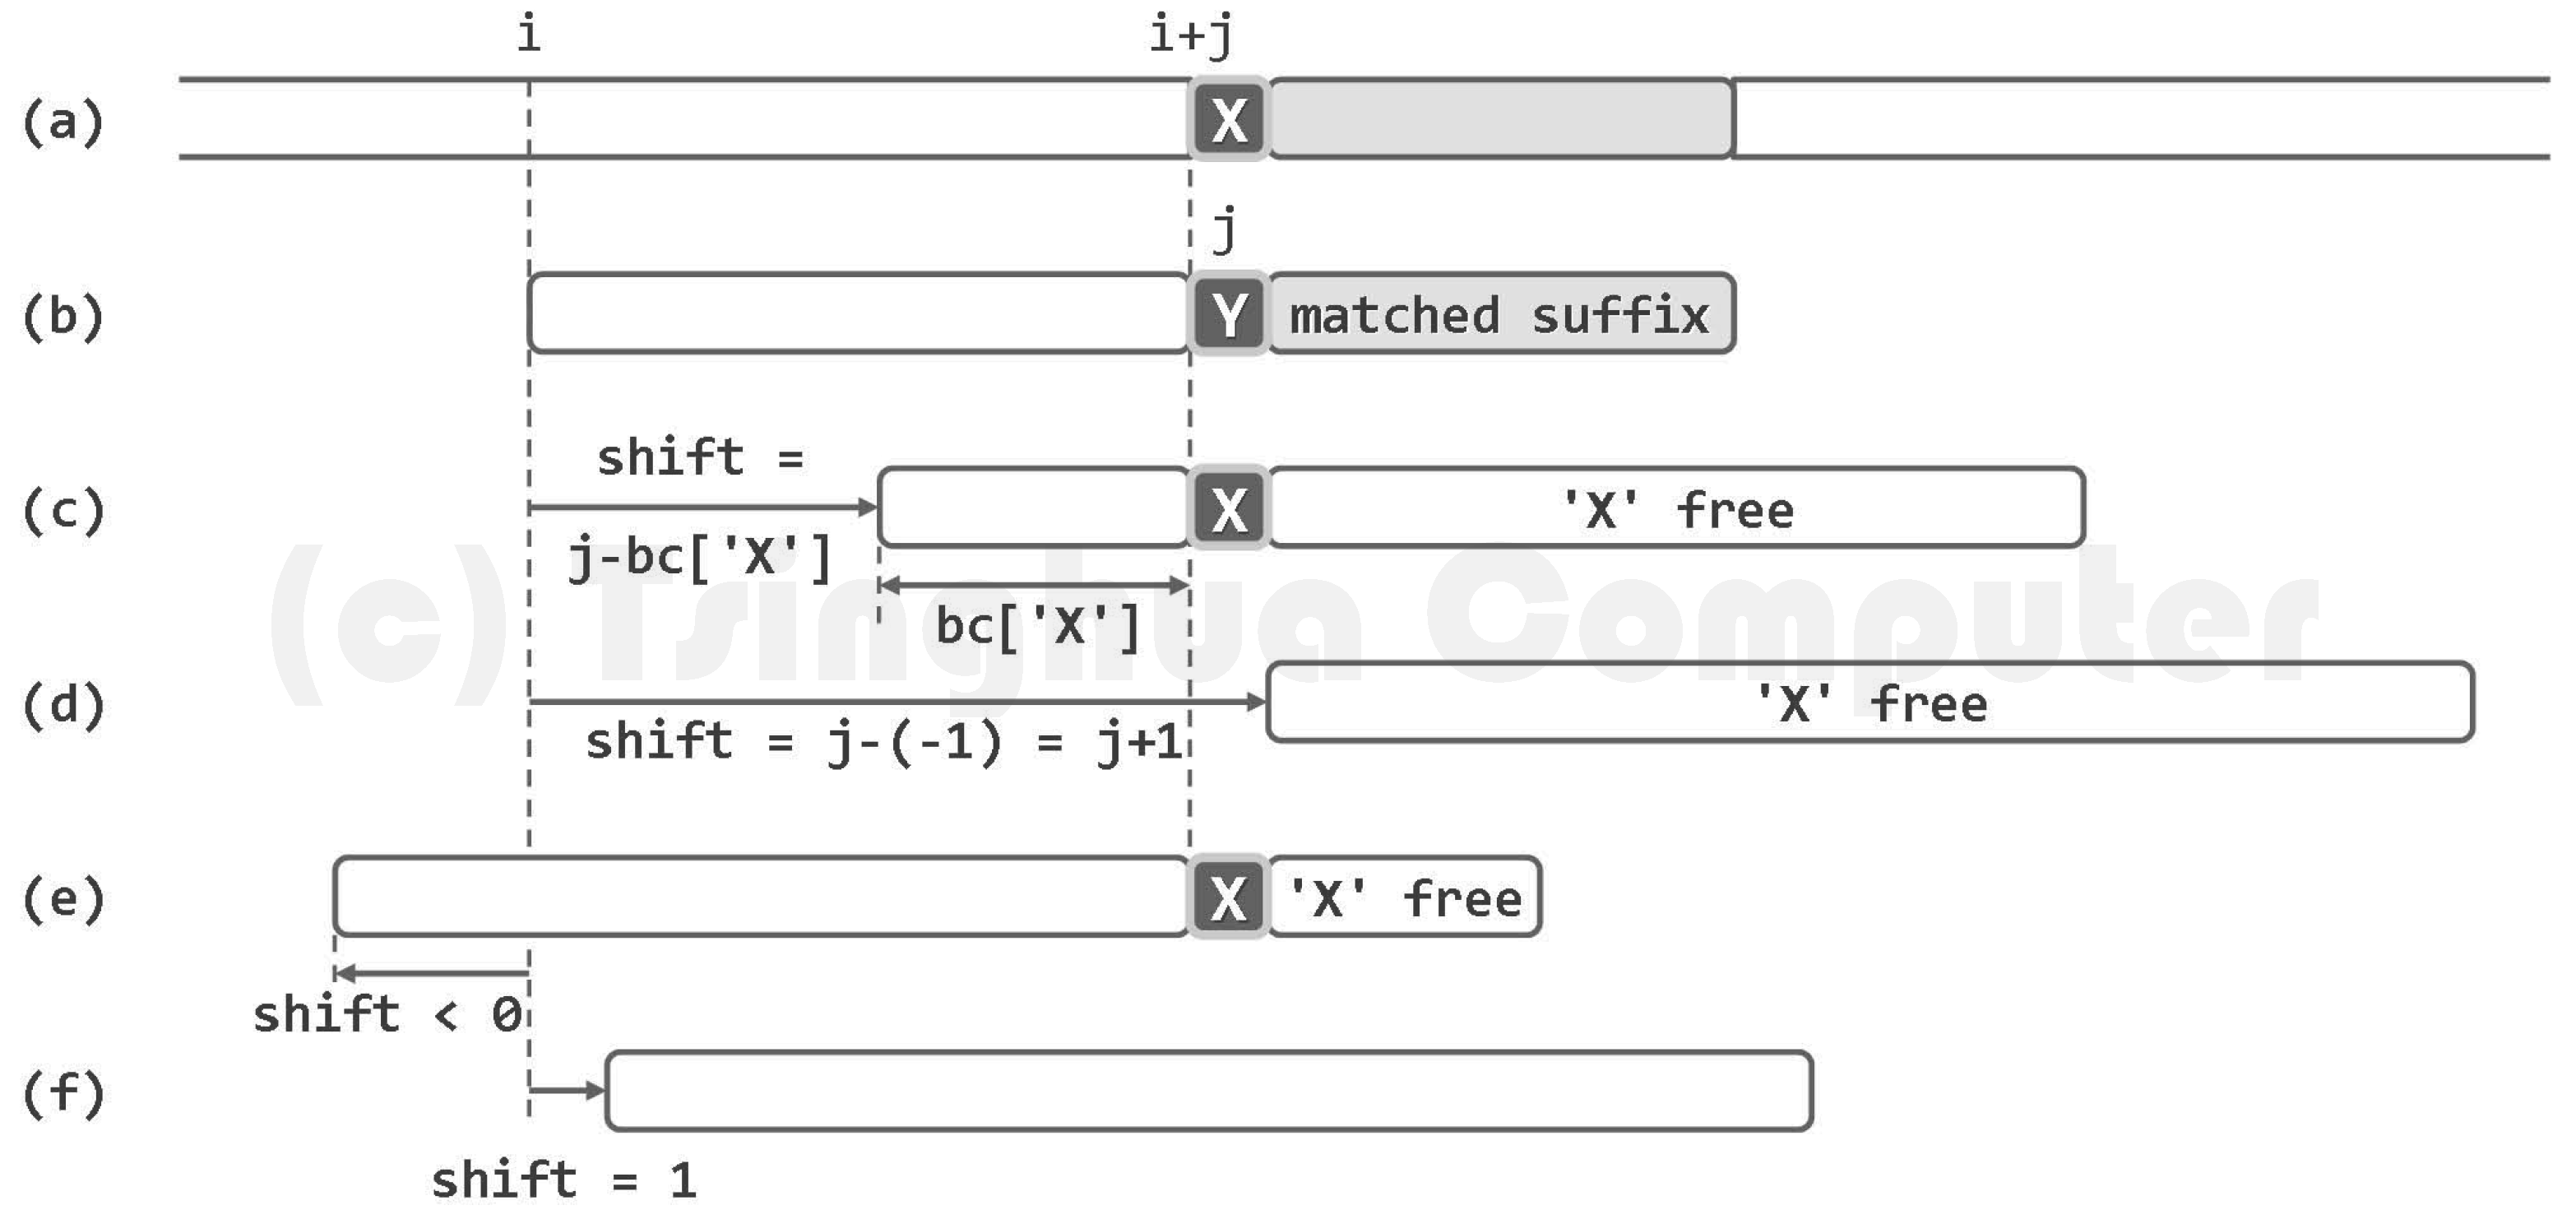 i i+j
(a) X
j
(b) Y matched suffix
shift =
(c) X 'X' free
j-bc['X']
bc['X']
(c) Tsinghua Computer
(d) 'X' free
shift = j-(-1) = j+1
(e) X 'X' free
shift < 0
(f)
shift = 1